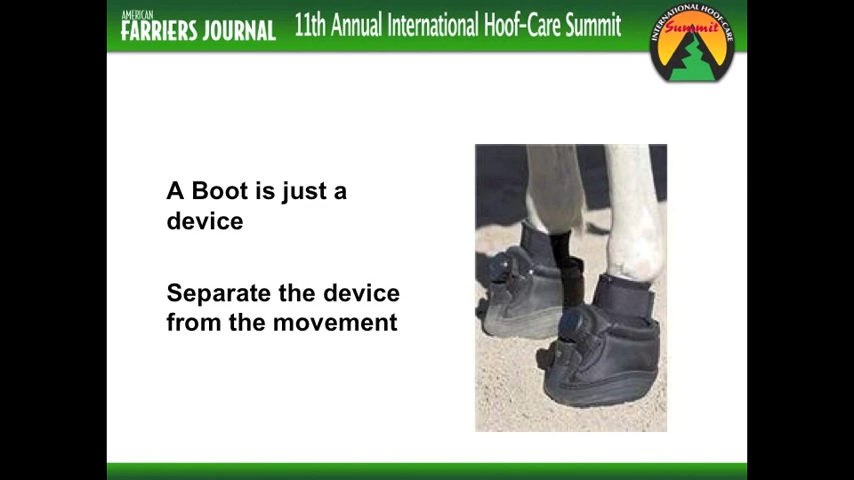 AMERICAN
FARRIERS JOURNAL
11th Annual International Hoof-Care Summit
INTERNATIONAL HOOF-CARE
Summit
A Boot is just a
device
Separate the device
from the movement